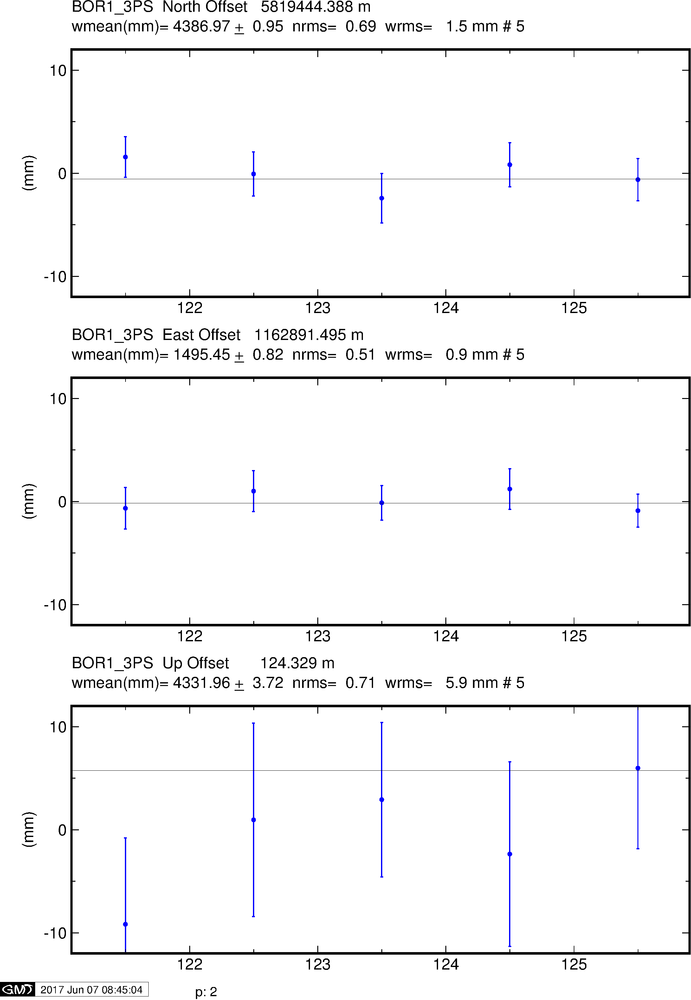 BOR1_3PS North Offset 5819444.388 m
wmean(mm)= 4386.97 ± 0.95 nrms= 0.69 wrms= 1.5 mm # 5
10
0
-10
(mm)
122 123 124 125
BOR1_3PS East Offset 1162891.495 m
wmean(mm)= 1495.45 ± 0.82 nrms= 0.51 wrms= 0.9 mm # 5
10
0
-10
(mm)
122 123 124 125
BOR1_3PS Up Offset 124.329 m
wmean(mm)= 4331.96 ± 3.72 nrms= 0.71 wrms= 5.9 mm # 5
10
0
-10
(mm)
122 123 124 125
GMT 2017 Jun 07 08:45:04 p: 2